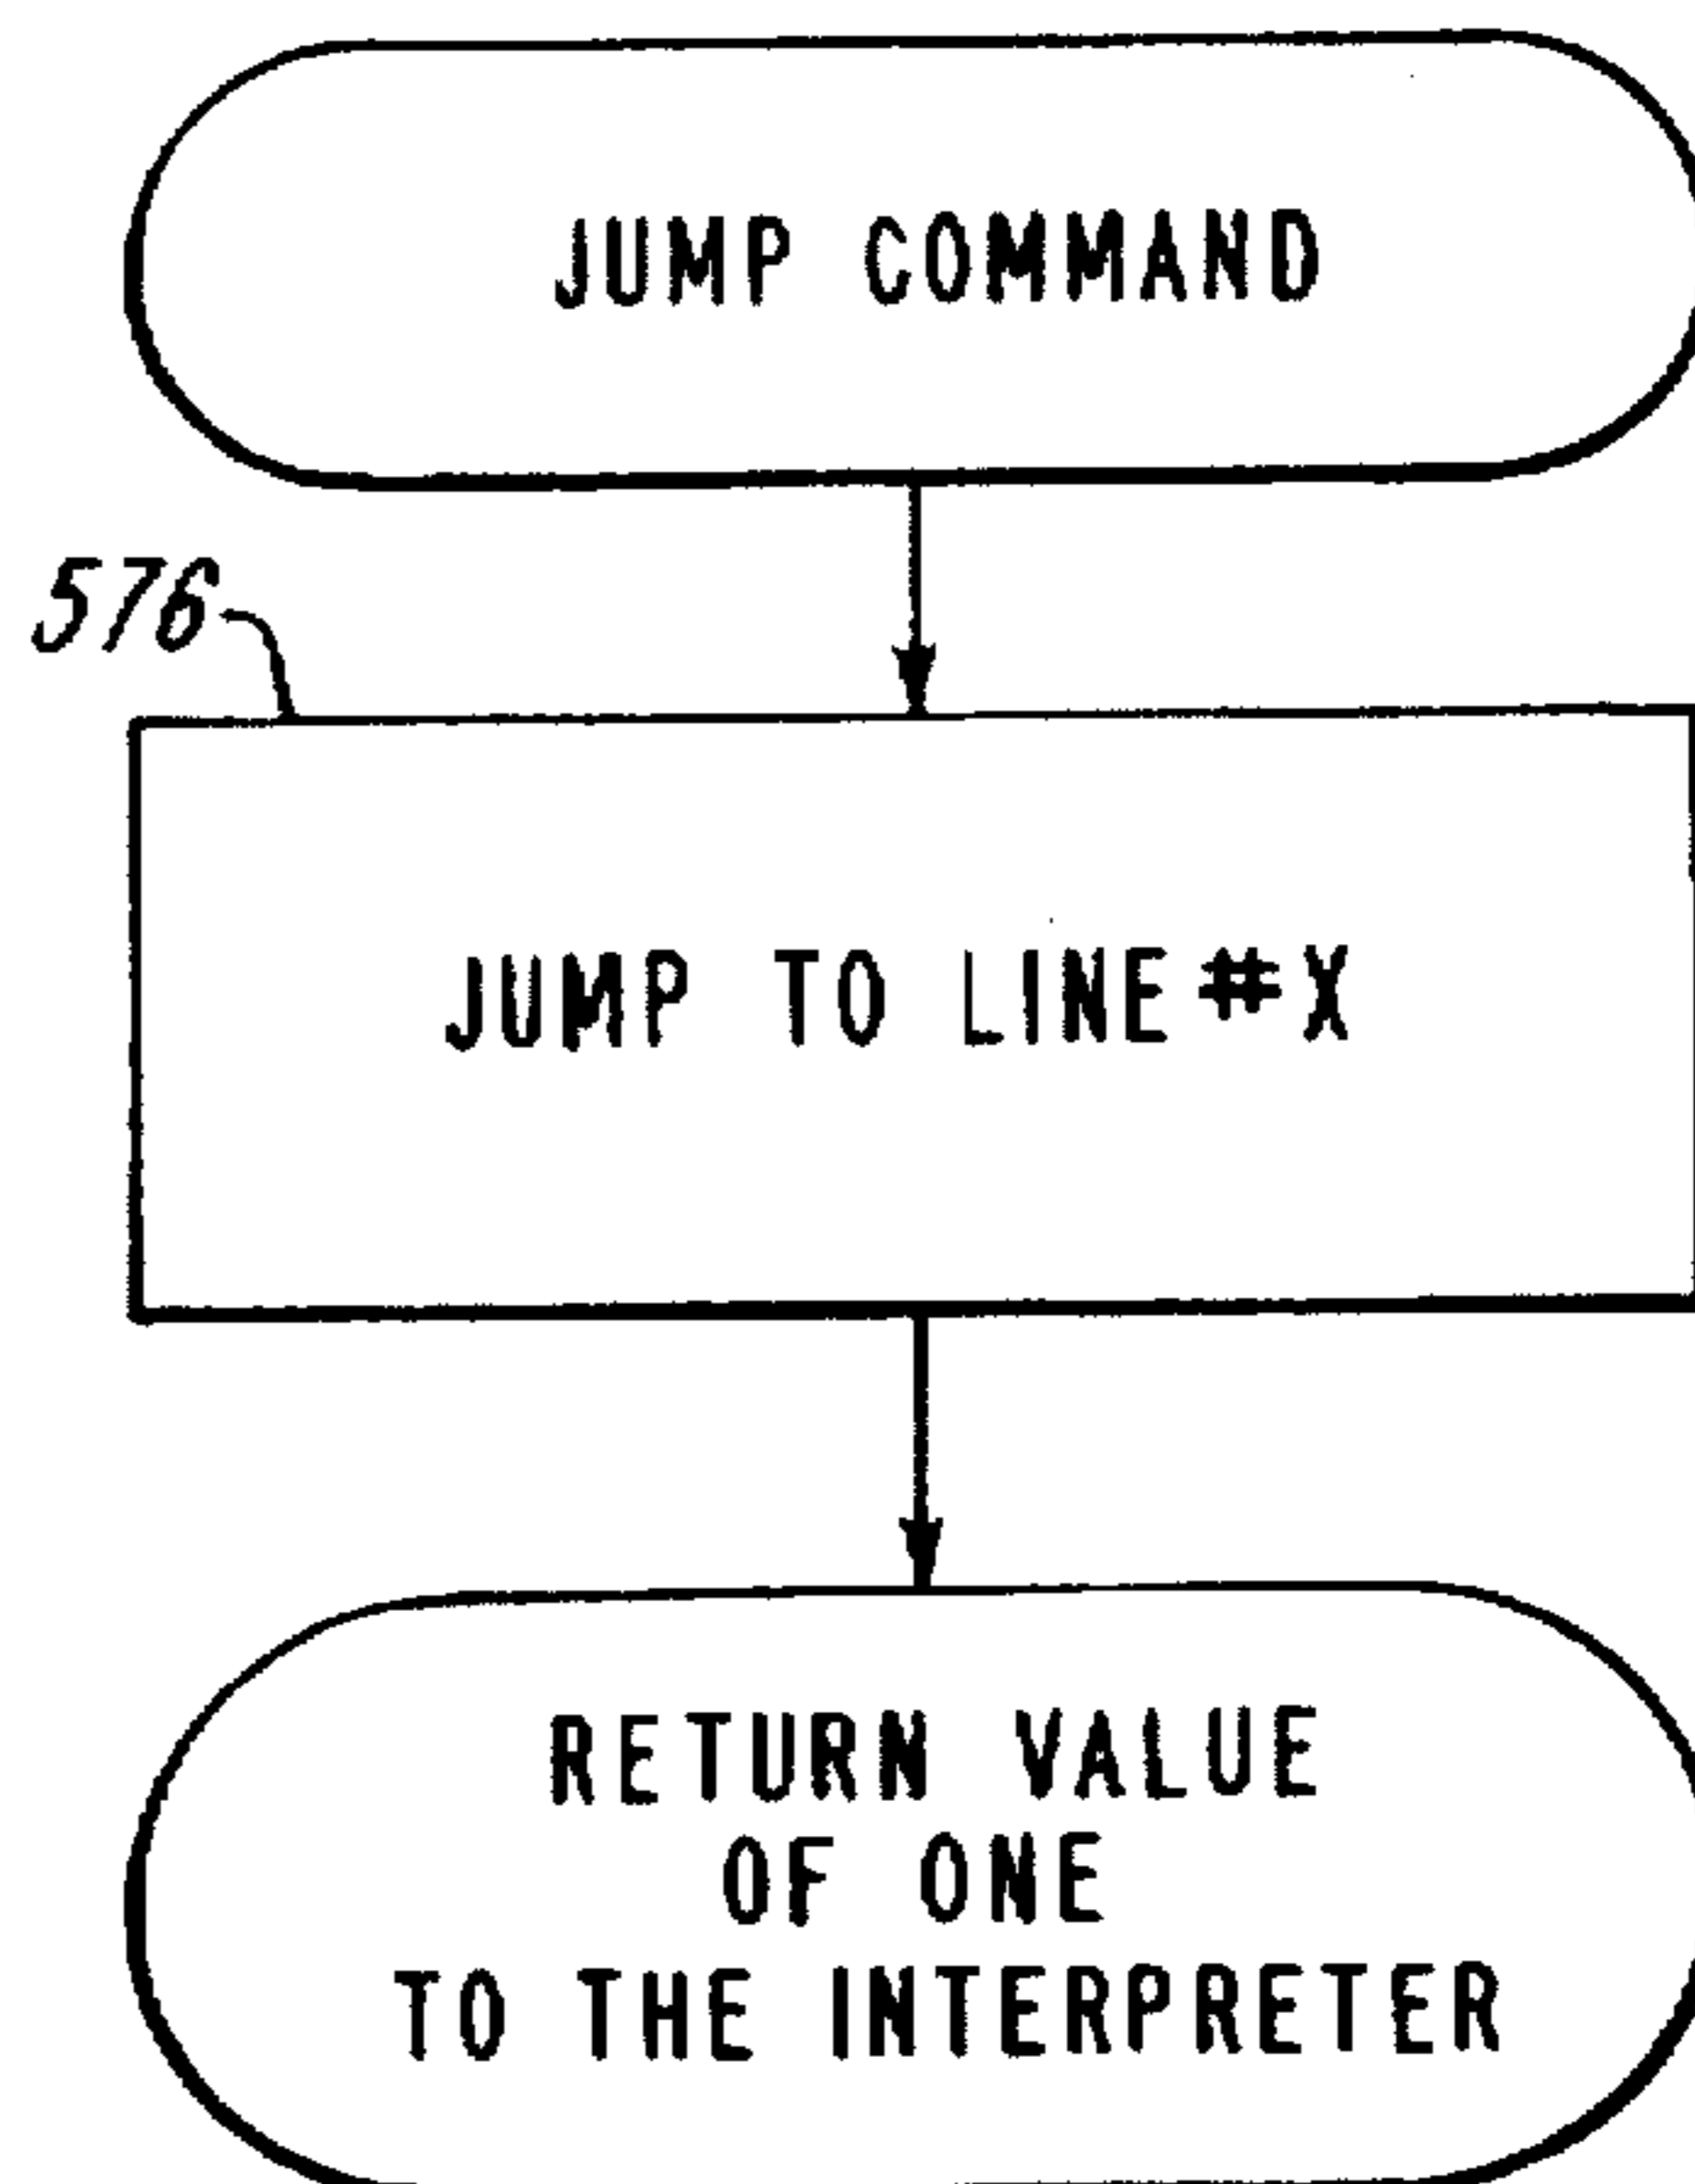 JUMP COMMAND
576
JUMP TO LINE#X
RETURN VALUE
OF ONE
TO THE INTERPRETER